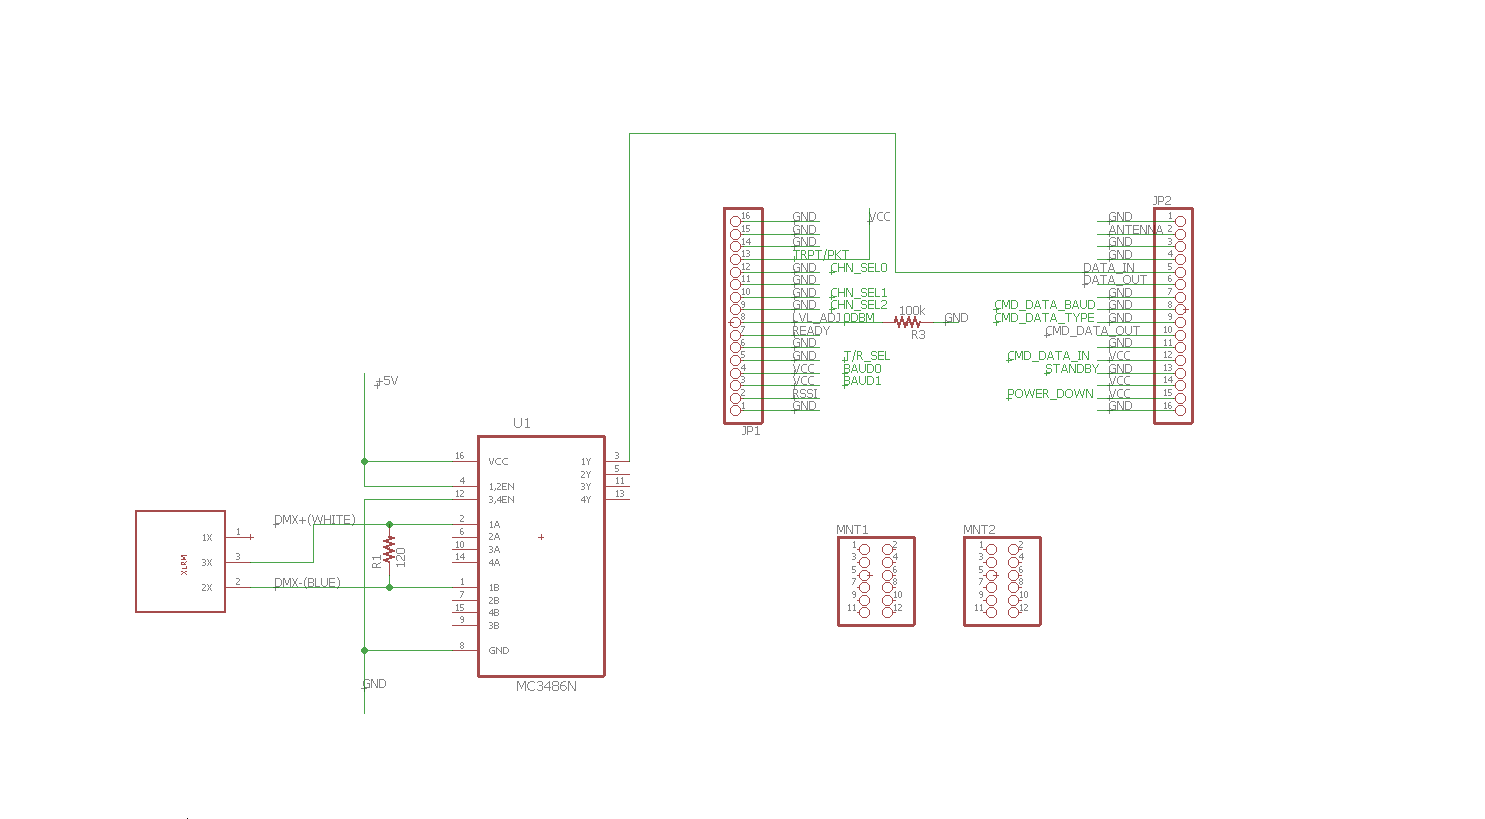 JP2
16 GND VCC GND 1
15 GND ANTENNA 2
14 GND GND 3
13 TRPT/PKT GND 4
12 GND CHN_SEL0 DATA_IN 5
11 GND DATA_OUT 6
10 GND CHN_SEL1 GND 7
9 GND CHN_SEL2 CMD_DATA_BAUD GND 8
8 LVL_ADJ10DBM 100k GND CMD_DATA_TYPE GND 9
7 READY R3 CMD_DATA_OUT 10
6 GND GND 11
5 GND T/R_SEL CMD_DATA_IN VCC 12
4 VCC BAUD0 STANDBY GND 13
3 VCC BAUD1 VCC 14
2 RSSI POWER_DOWN VCC 15
1 GND GND 16
JP1
+5V
U1
16 VCC 1Y 3
2Y 5
4 1,2EN 3Y 11
12 3,4EN 4Y 13
DMX+(WHITE) 2 1A
1X 1 6 2A
10 3A
XLRM 3X 3 R1 120 14 4A
DMX-(BLUE)
2X 2 1 1B
7 2B
15 4B
9 3B
8 GND
GND
MC3486N
MNT1 MNT2
1 2 1 2
3 4 3 4
5 6 5 6
7 8 7 8
9 10 9 10
11 12 11 12